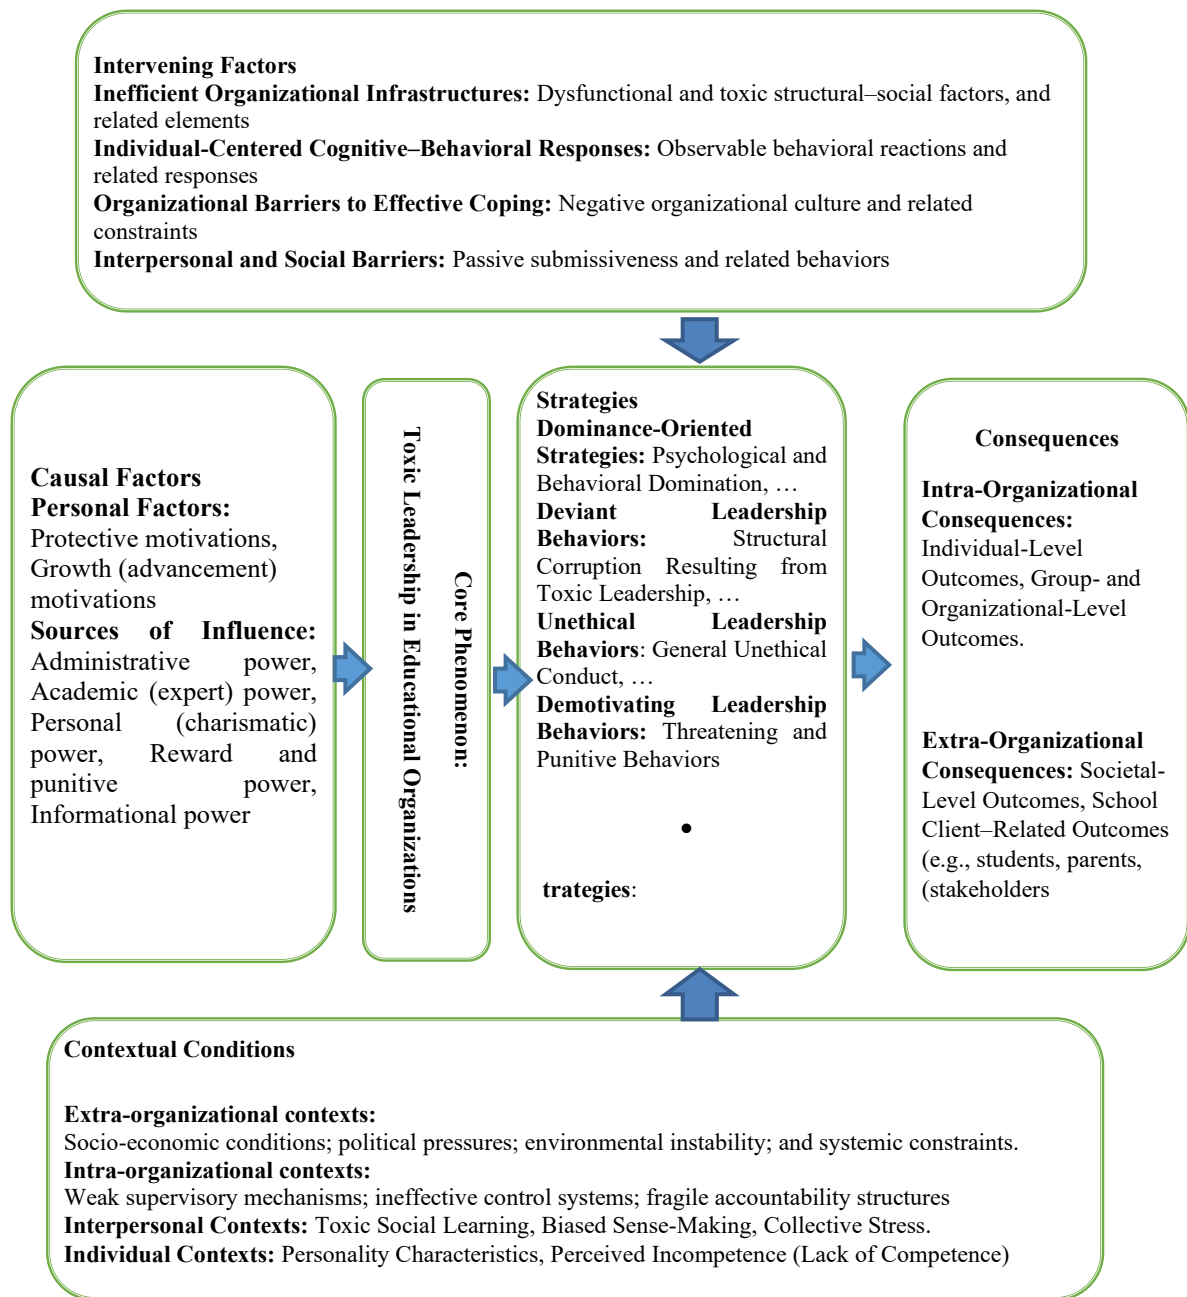 Intervening Factors
Inefficient Organizational Infrastructures: Dysfunctional and toxic structural–social factors, and
related elements
Individual-Centered Cognitive–Behavioral Responses: Observable behavioral reactions and
related responses
Organizational Barriers to Effective Coping: Negative organizational culture and related
constraints
Interpersonal and Social Barriers: Passive submissiveness and related behaviors
Causal Factors
Personal Factors:
Protective motivations,
Growth (advancement)
motivations
Sources of Influence:
Administrative power,
Academic (expert) power,
Personal (charismatic)
power, Reward and
punitive power,
Informational power
Core Phenomenon:
Toxic Leadership in Educational Organizations
Strategies
Dominance-Oriented
Strategies: Psychological and
Behavioral Domination, …
Deviant Leadership
Behaviors: Structural
Corruption Resulting from
Toxic Leadership, …
Unethical Leadership
Behaviors: General Unethical
Conduct, …
Demotivating Leadership
Behaviors: Threatening and
Punitive Behaviors
•
trategies:
Consequences
Intra-Organizational
Consequences:
Individual-Level
Outcomes, Group- and
Organizational-Level
Outcomes.
Extra-Organizational
Consequences: Societal-
Level Outcomes, School
Client–Related Outcomes
(e.g., students, parents,
(stakeholders
Contextual Conditions
Extra-organizational contexts:
Socio-economic conditions; political pressures; environmental instability; and systemic constraints.
Intra-organizational contexts:
Weak supervisory mechanisms; ineffective control systems; fragile accountability structures
Interpersonal Contexts: Toxic Social Learning, Biased Sense-Making, Collective Stress.
Individual Contexts: Personality Characteristics, Perceived Incompetence (Lack of Competence)